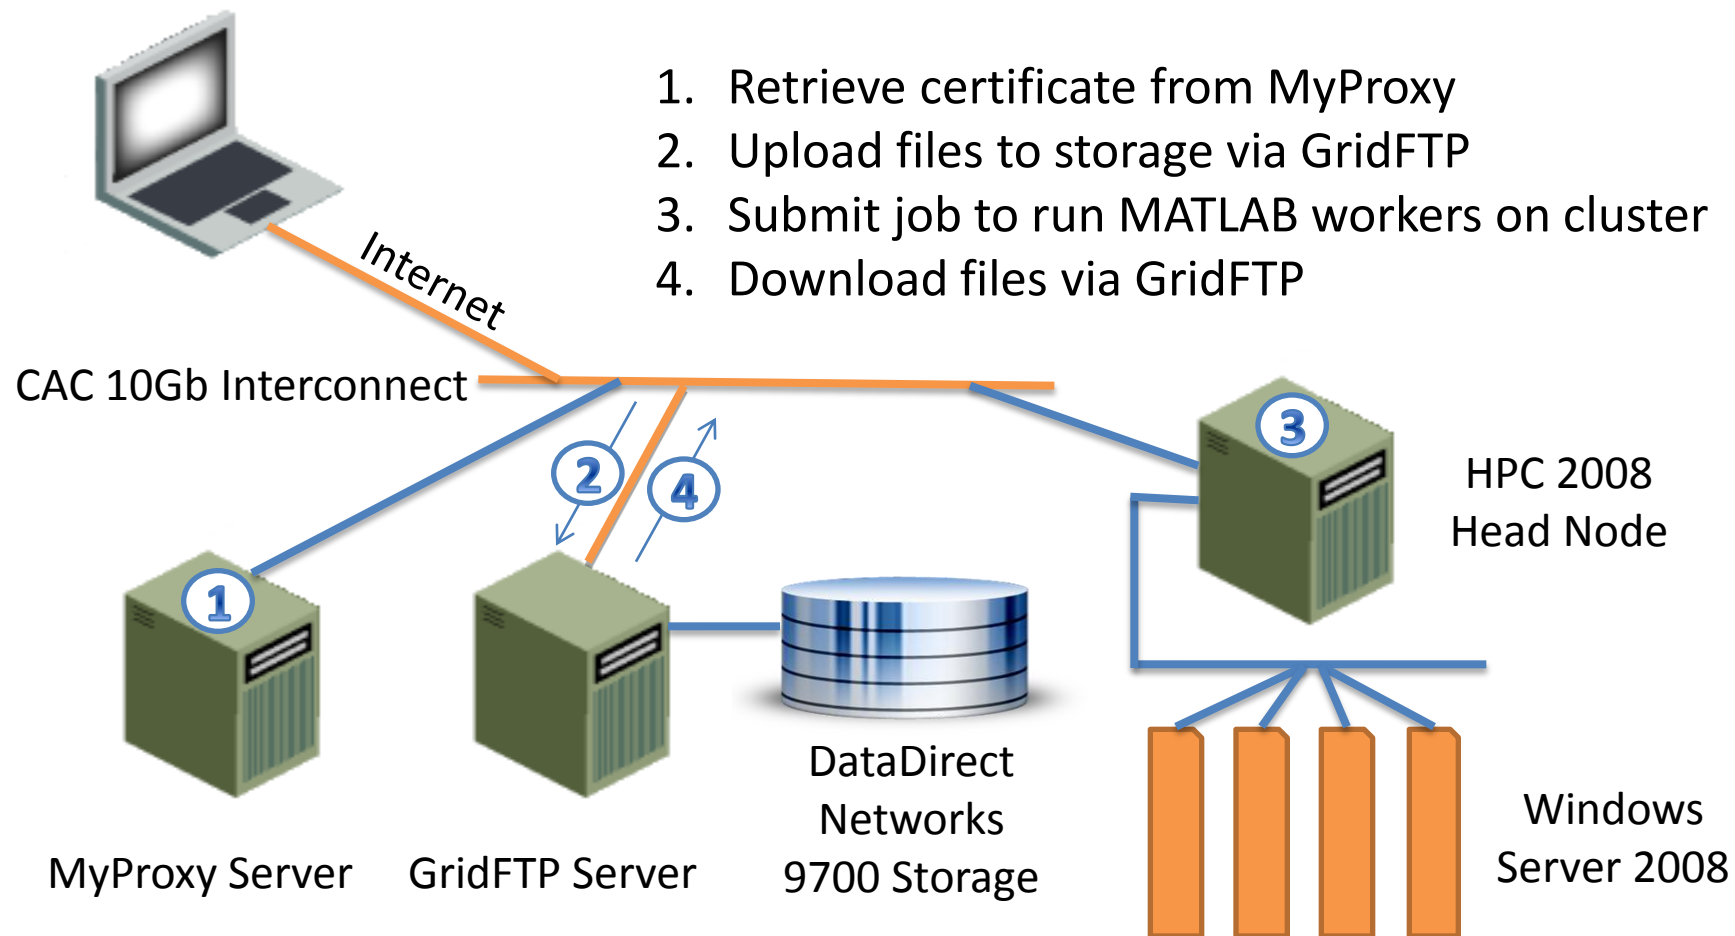 1. Retrieve certificate from MyProxy
2. Upload files to storage via GridFTP
3. Submit job to run MATLAB workers on cluster
4. Download files via GridFTP
Internet
CAC 10Gb Interconnect
2
4
3
HPC 2008
Head Node
1
DataDirect
Networks
9700 Storage
MyProxy Server
GridFTP Server
Windows
Server 2008